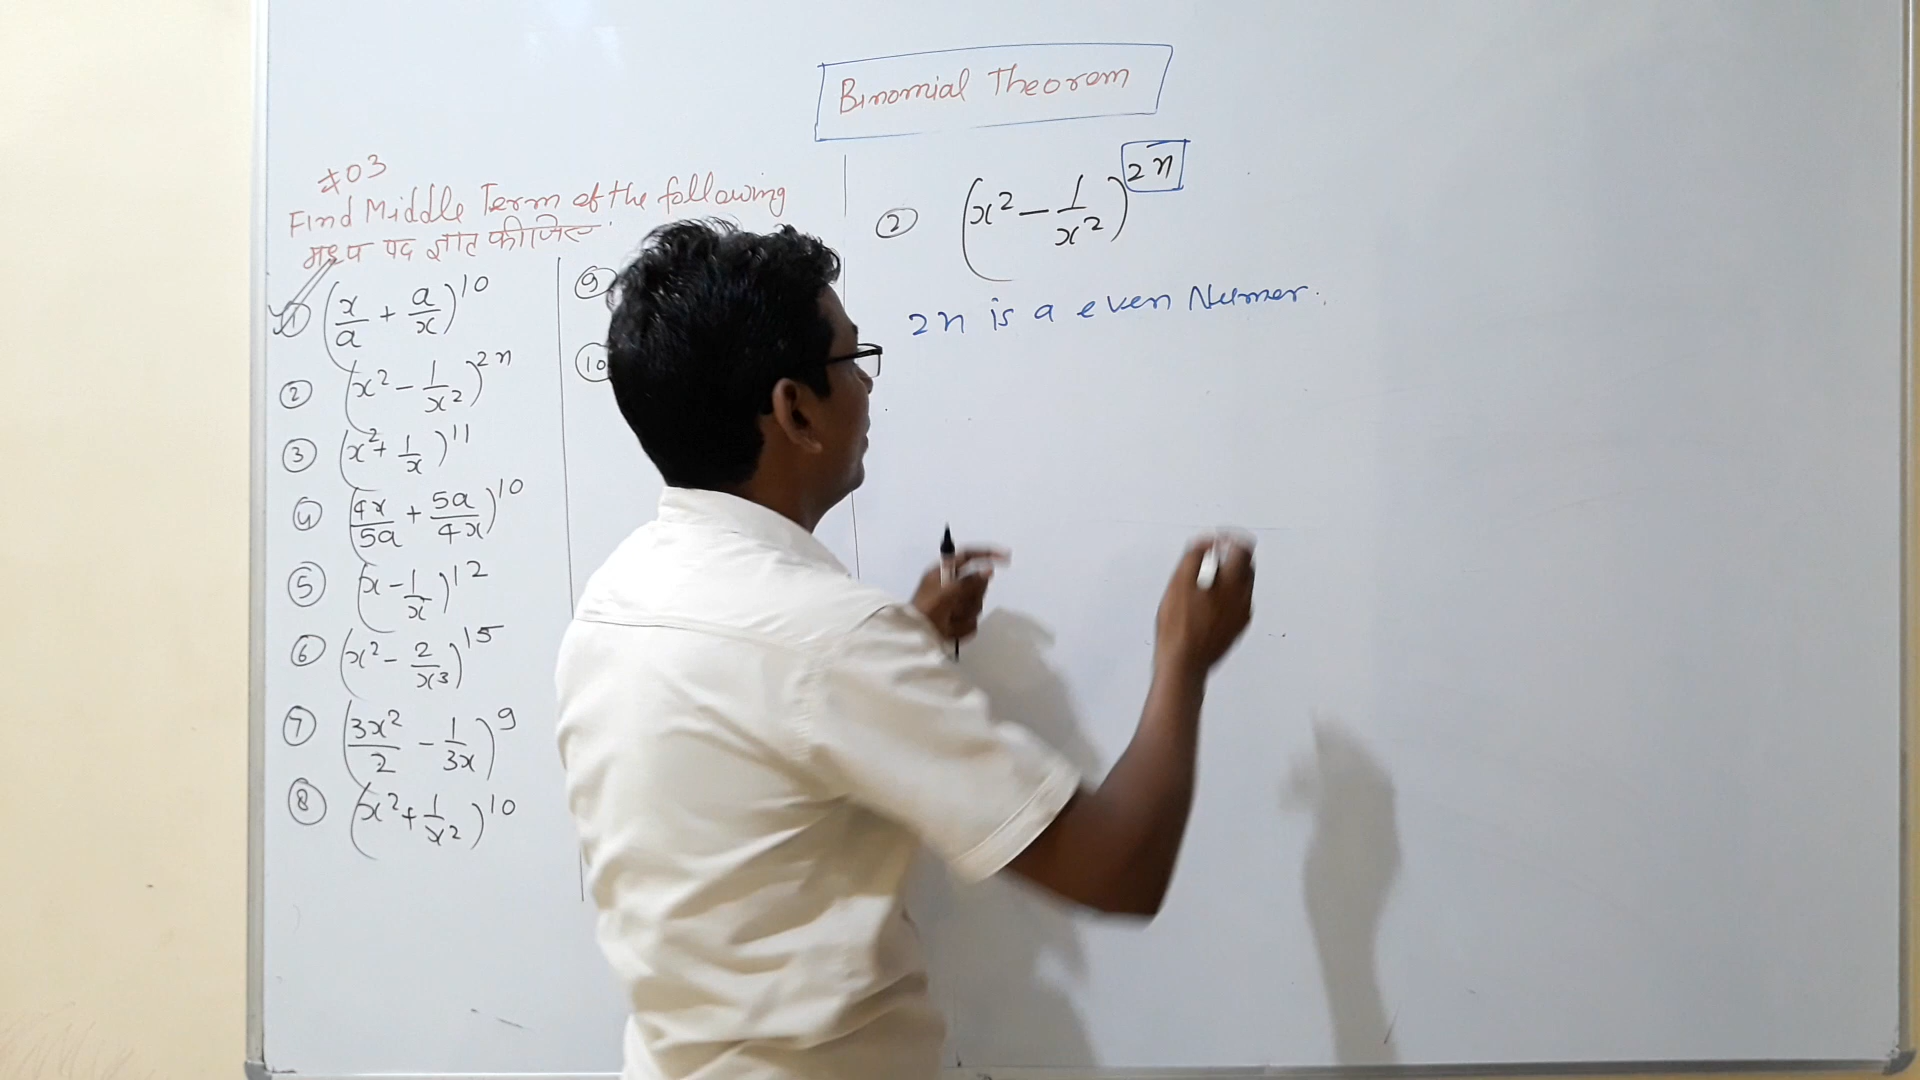 Binomial Theorem
#03
Find Middle Term of the following
मध्य पद ज्ञात कीजिए.
① (x/a + a/x)^10
② (x² - 1/x²)^2n
③ (x² + 1/x)^11
④ (4x/5a + 5a/4x)^10
⑤ (x - 1/x)^12
⑥ (x² - 2/x³)^15
⑦ (3x²/2 - 1/3x)^9
⑧ (x² + 1/x²)^10
⑨
⑩
② (x² - 1/x²)^2n
2n is a even Numer.